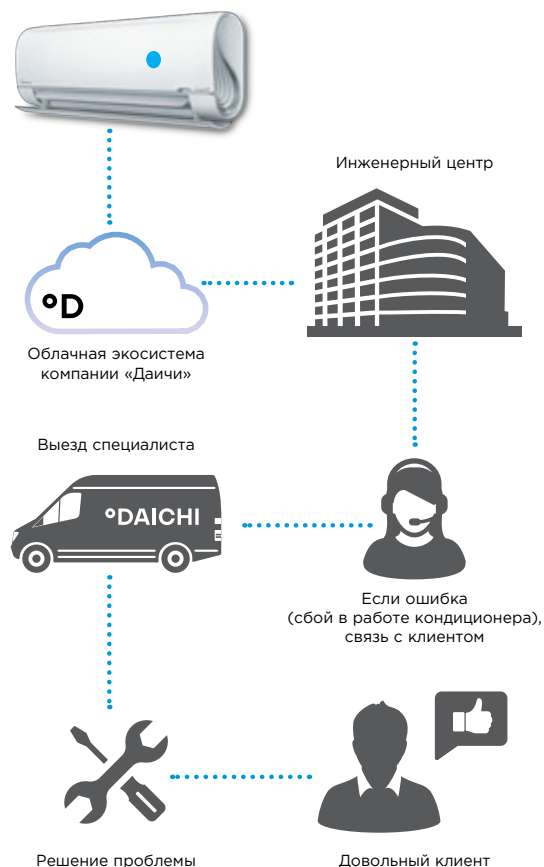 Инженерный центр
°D
Облачная экосистема
компании «Даичи»
Выезд специалиста
°DAICHI
Если ошибка
(сбой в работе кондиционера),
связь с клиентом
Решение проблемы
Довольный клиент